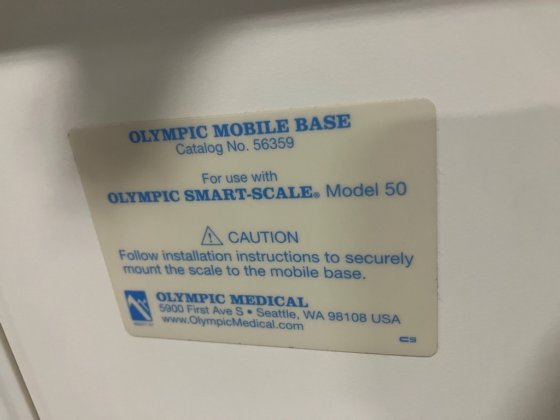 OLYMPIC MOBILE BASE
Catalog No. 56359
For use with
OLYMPIC SMART-SCALE® Model 50
CAUTION
Follow installation instructions to securely
mount the scale to the mobile base.
OLYMPIC MEDICAL
5900 First Ave S • Seattle, WA 98108 USA
www.OlympicMedical.com